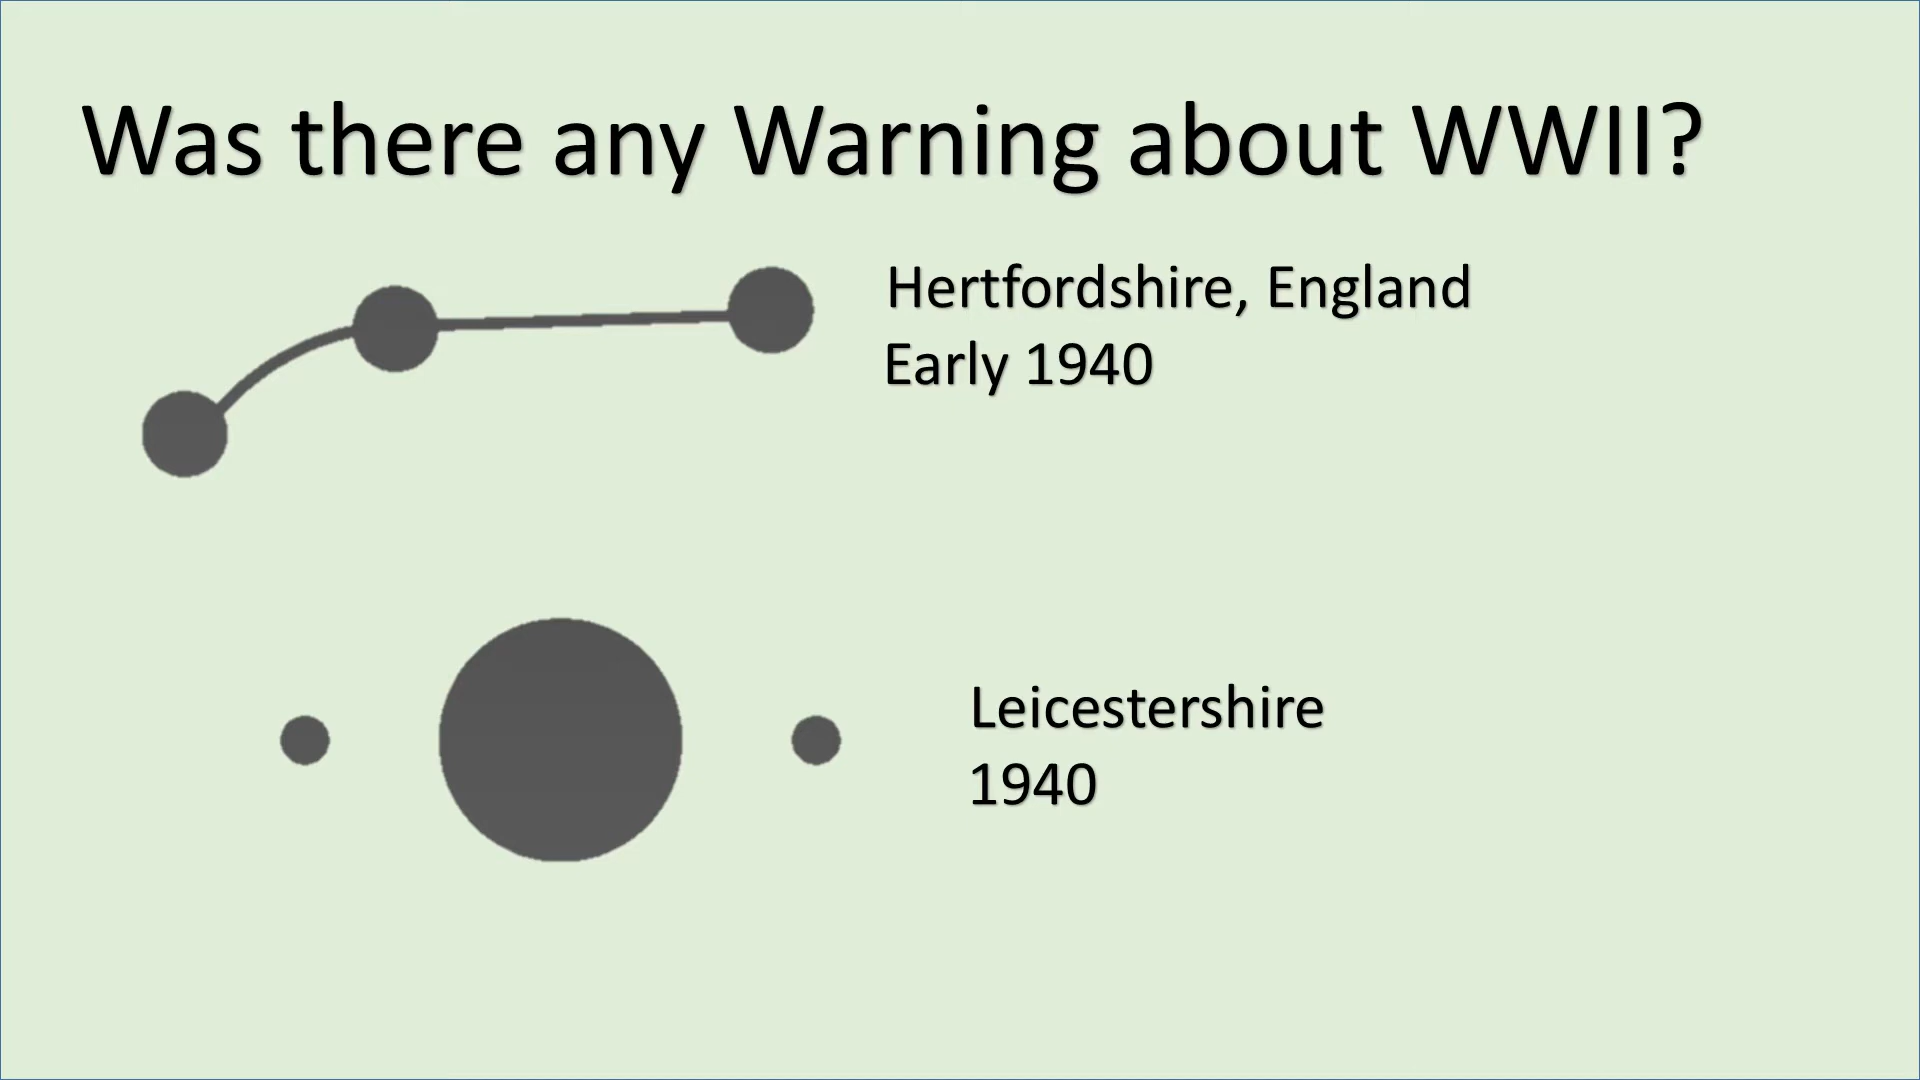 Was there any Warning about WWII?
Hertfordshire, England
Early 1940
Leicestershire
1940